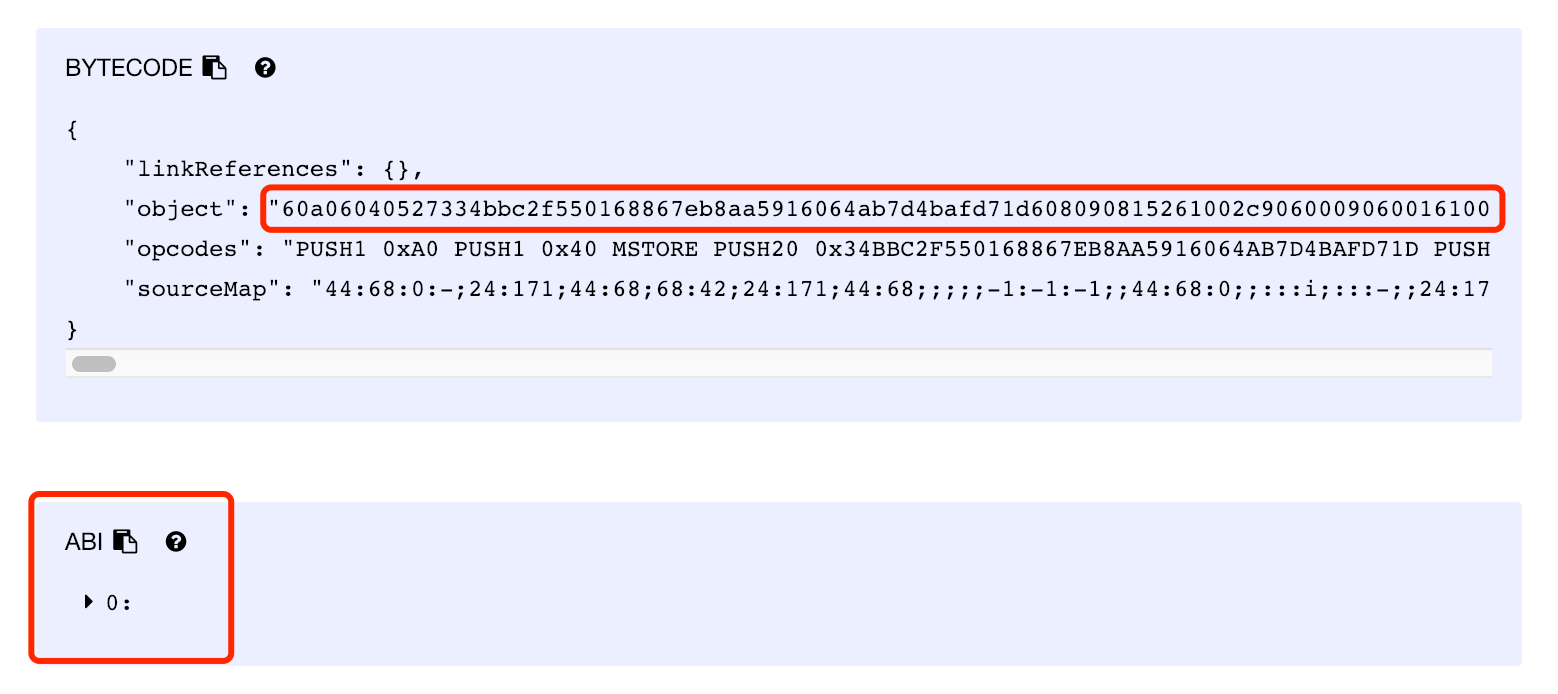 BYTECODE
{
"linkReferences": {},
"object": "60a06040527334bbc2f550168867eb8aa5916064ab7d4bafd71d608090815261002c9060009060016100
"opcodes": "PUSH1 0xA0 PUSH1 0x40 MSTORE PUSH20 0x34BBC2F550168867EB8AA5916064AB7D4BAFD71D PUSH
"sourceMap": "44:68:0:-;24:171;44:68;68:42;24:171;44:68;;;;;-1:-1:-1;;44:68:0;;:::i;:::-;;24:17
}
ABI
0: